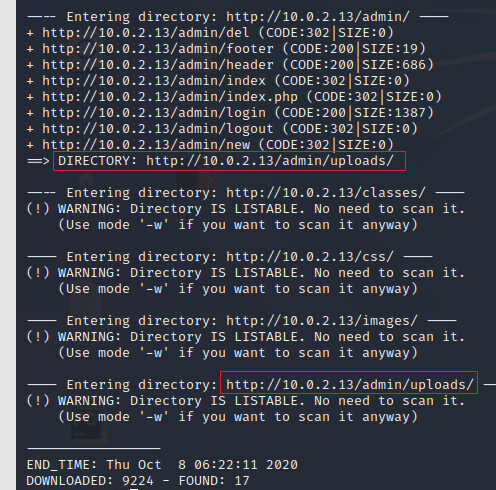 ---- Entering directory: http://10.0.2.13/admin/ ----
+ http://10.0.2.13/admin/del (CODE:302|SIZE:0)
+ http://10.0.2.13/admin/footer (CODE:200|SIZE:19)
+ http://10.0.2.13/admin/header (CODE:200|SIZE:686)
+ http://10.0.2.13/admin/index (CODE:302|SIZE:0)
+ http://10.0.2.13/admin/index.php (CODE:302|SIZE:0)
+ http://10.0.2.13/admin/login (CODE:200|SIZE:1387)
+ http://10.0.2.13/admin/logout (CODE:302|SIZE:0)
+ http://10.0.2.13/admin/new (CODE:302|SIZE:0)
==> DIRECTORY: http://10.0.2.13/admin/uploads/
---- Entering directory: http://10.0.2.13/classes/ ----
(!) WARNING: Directory IS LISTABLE. No need to scan it.
(Use mode '-w' if you want to scan it anyway)
---- Entering directory: http://10.0.2.13/css/ ----
(!) WARNING: Directory IS LISTABLE. No need to scan it.
(Use mode '-w' if you want to scan it anyway)
---- Entering directory: http://10.0.2.13/images/ ----
(!) WARNING: Directory IS LISTABLE. No need to scan it.
(Use mode '-w' if you want to scan it anyway)
---- Entering directory: http://10.0.2.13/admin/uploads/ --
(!) WARNING: Directory IS LISTABLE. No need to scan it.
(Use mode '-w' if you want to scan it anyway)
-----------------
END_TIME: Thu Oct  8 06:22:11 2020
DOWNLOADED: 9224 - FOUND: 17